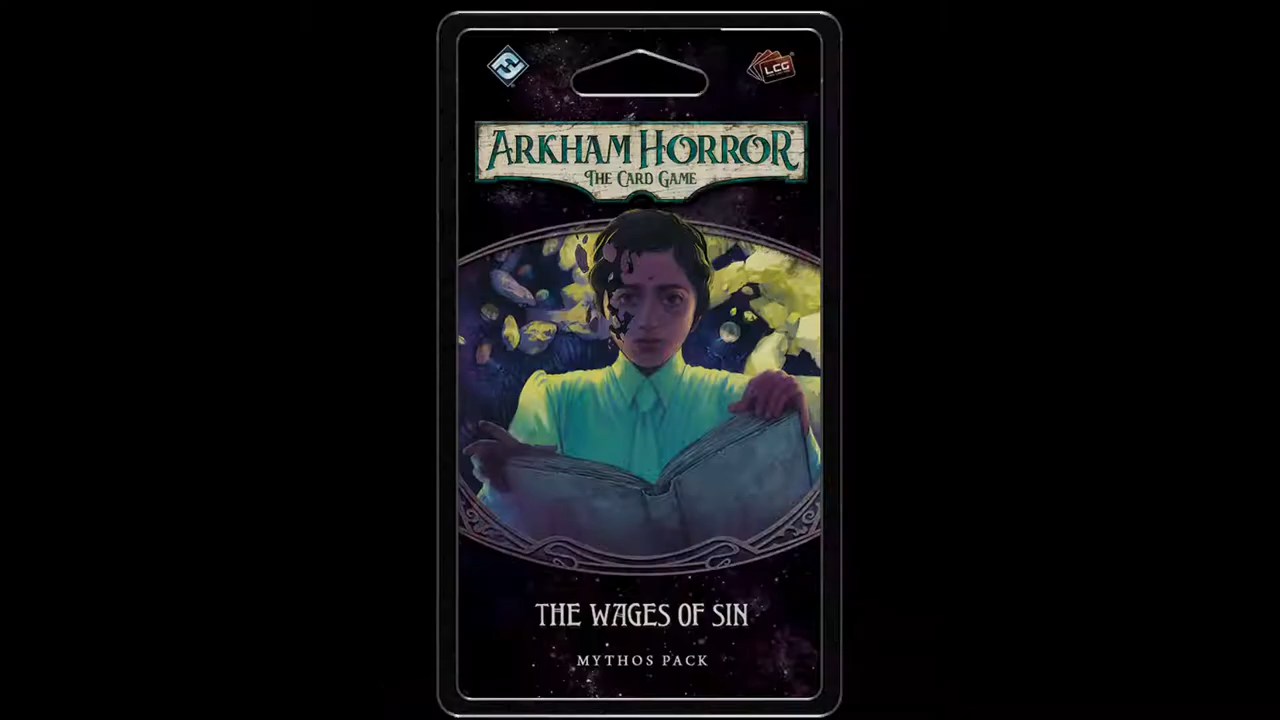 LCG
ARKHAM HORROR
THE CARD GAME
THE WAGES OF SIN
MYTHOS PACK